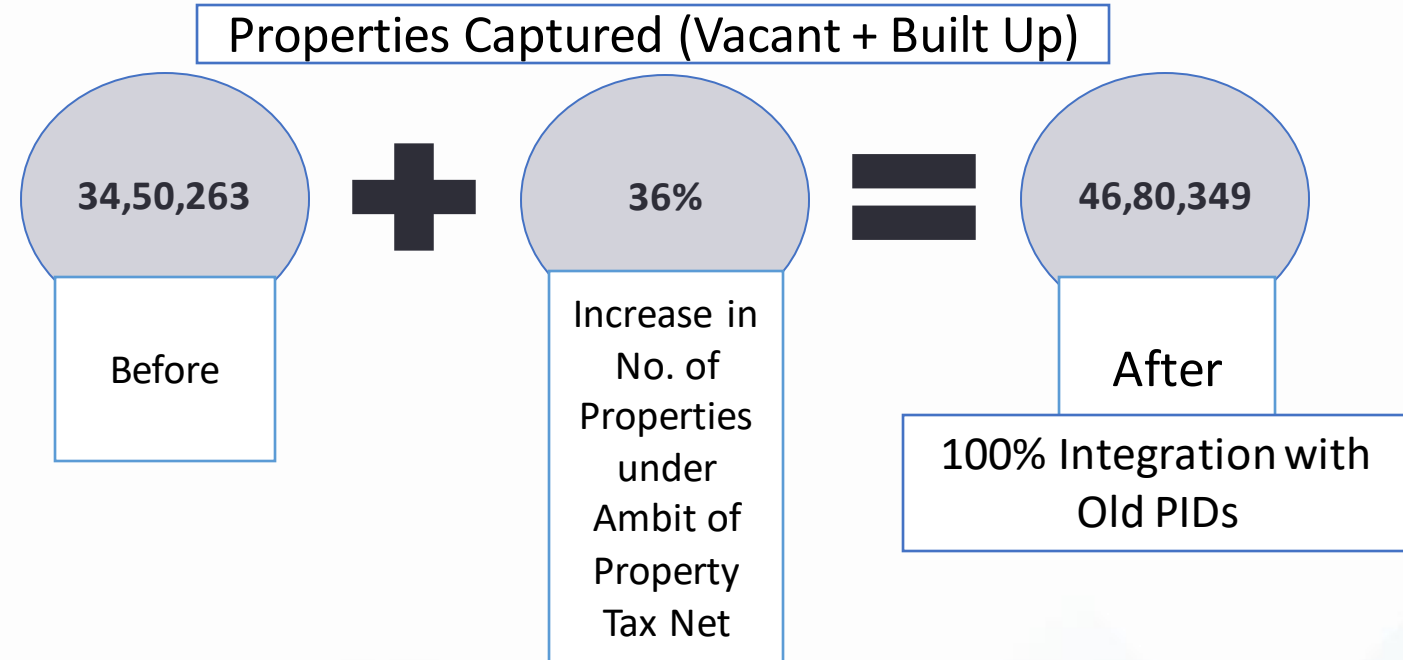 Properties Captured (Vacant + Built Up)
34,50,263
36%
46,80,349
Before
Increase in
No. of
Properties
under
Ambit of
Property
Tax Net
After
100% Integration with
Old PIDs